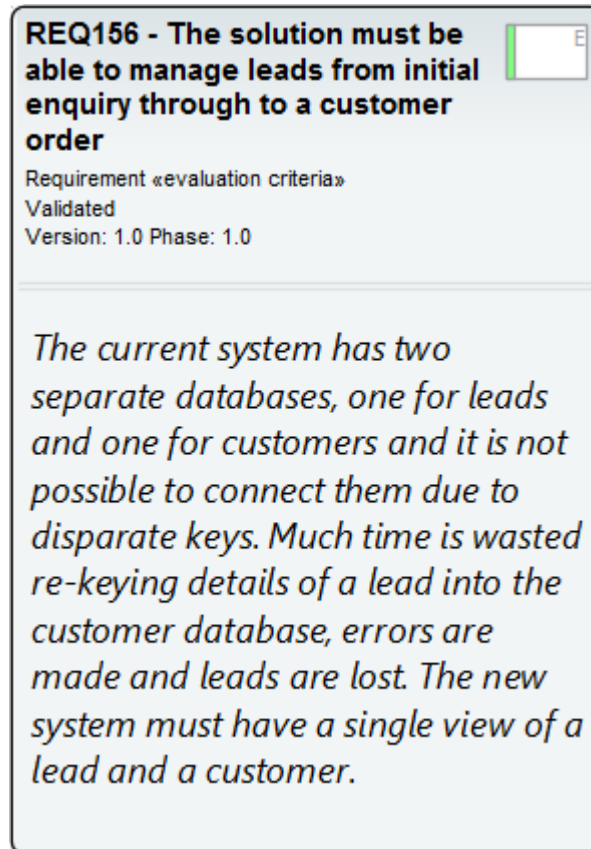 REQ156 - The solution must be
able to manage leads from initial
enquiry through to a customer
order
E
Requirement «evaluation criteria»
Validated
Version: 1.0 Phase: 1.0
The current system has two
separate databases, one for leads
and one for customers and it is not
possible to connect them due to
disparate keys. Much time is wasted
re-keying details of a lead into the
customer database, errors are
made and leads are lost. The new
system must have a single view of a
lead and a customer.